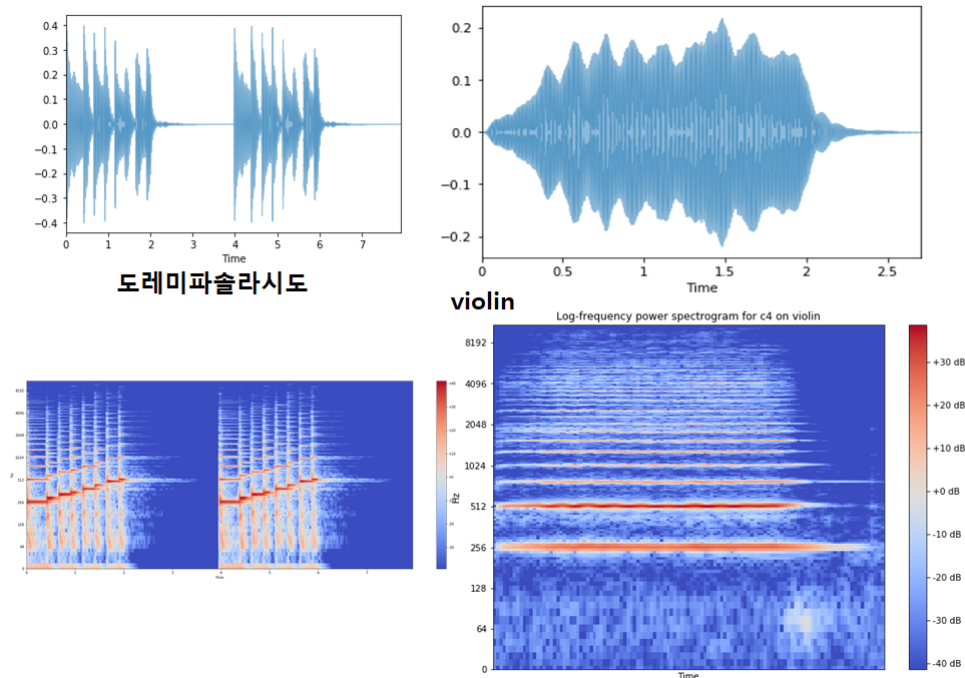 0.4
0.3
0.2
0.1
0.0
−0.1
−0.2
−0.3
−0.4
0 1 2 3 4 5 6 7
Time
도레미파솔라시도
0.2
0.1
0.0
−0.1
−0.2
0 0.5 1 1.5 2 2.5
Time
violin
Log-frequency power spectrogram for c4 on violin
8192
4096
2048
1024
512
256
128
64
0
Hz
Time
+30 dB
+20 dB
+10 dB
+0 dB
-10 dB
-20 dB
-30 dB
-40 dB